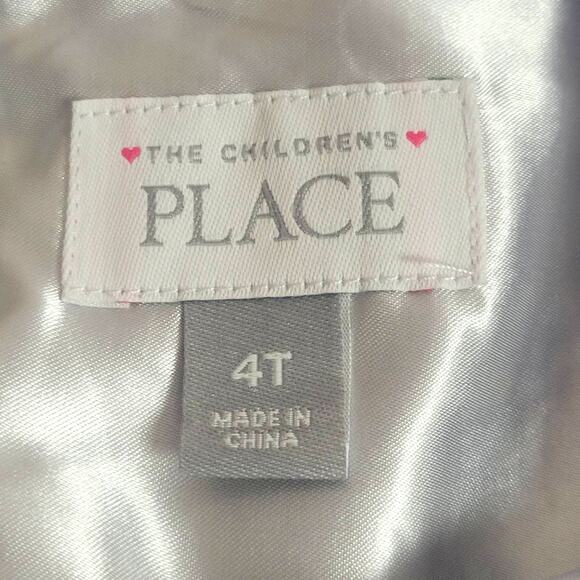 THE CHILDREN'S
PLACE
4T
MADE IN
CHINA